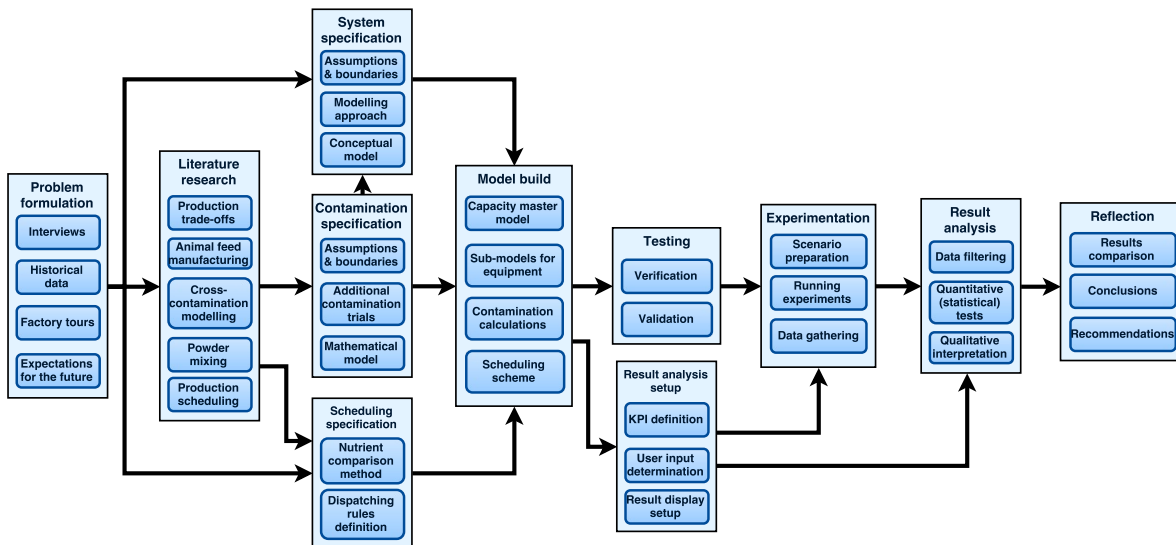 Problem
formulation
Interviews
Historical
data
Factory tours
Expectations
for the future
Literature
research
Production
trade-offs
Animal feed
manufacturing
Cross-
contamination
modelling
Powder
mixing
Production
scheduling
System
specification
Assumptions
& boundaries
Modelling
approach
Conceptual
model
Contamination
specification
Assumptions
& boundaries
Additional
contamination
trials
Mathematical
model
Scheduling
specification
Nutrient
comparison
method
Dispatching
rules
definition
Model build
Capacity master
model
Sub-models for
equipment
Contamination
calculations
Scheduling
scheme
Testing
Verification
Validation
Result analysis
setup
KPI definition
User input
determination
Result display
setup
Experimentation
Scenario
preparation
Running
experiments
Data gathering
Result
analysis
Data filtering
Quantitative
(statistical)
tests
Qualitative
interpretation
Reflection
Results
comparison
Conclusions
Recommendations